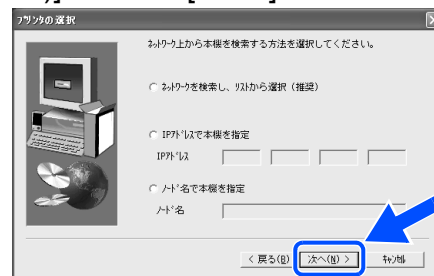 プリンタの選択
ネットワーク上から本機を検索する方法を選択してください。
ネットワークを検索し、リストから選択 (推奨)
IPアドレスで本機を指定
IPアドレス
ノード名で本機を指定
ノード名
< 戻る(B)
次へ(N) >
キャンセル